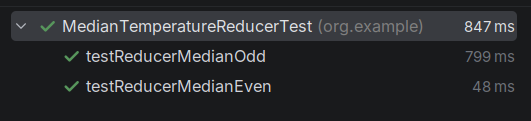 MedianTemperatureReducerTest (org.example) 847 ms
testReducerMedianOdd 799 ms
testReducerMedianEven 48 ms